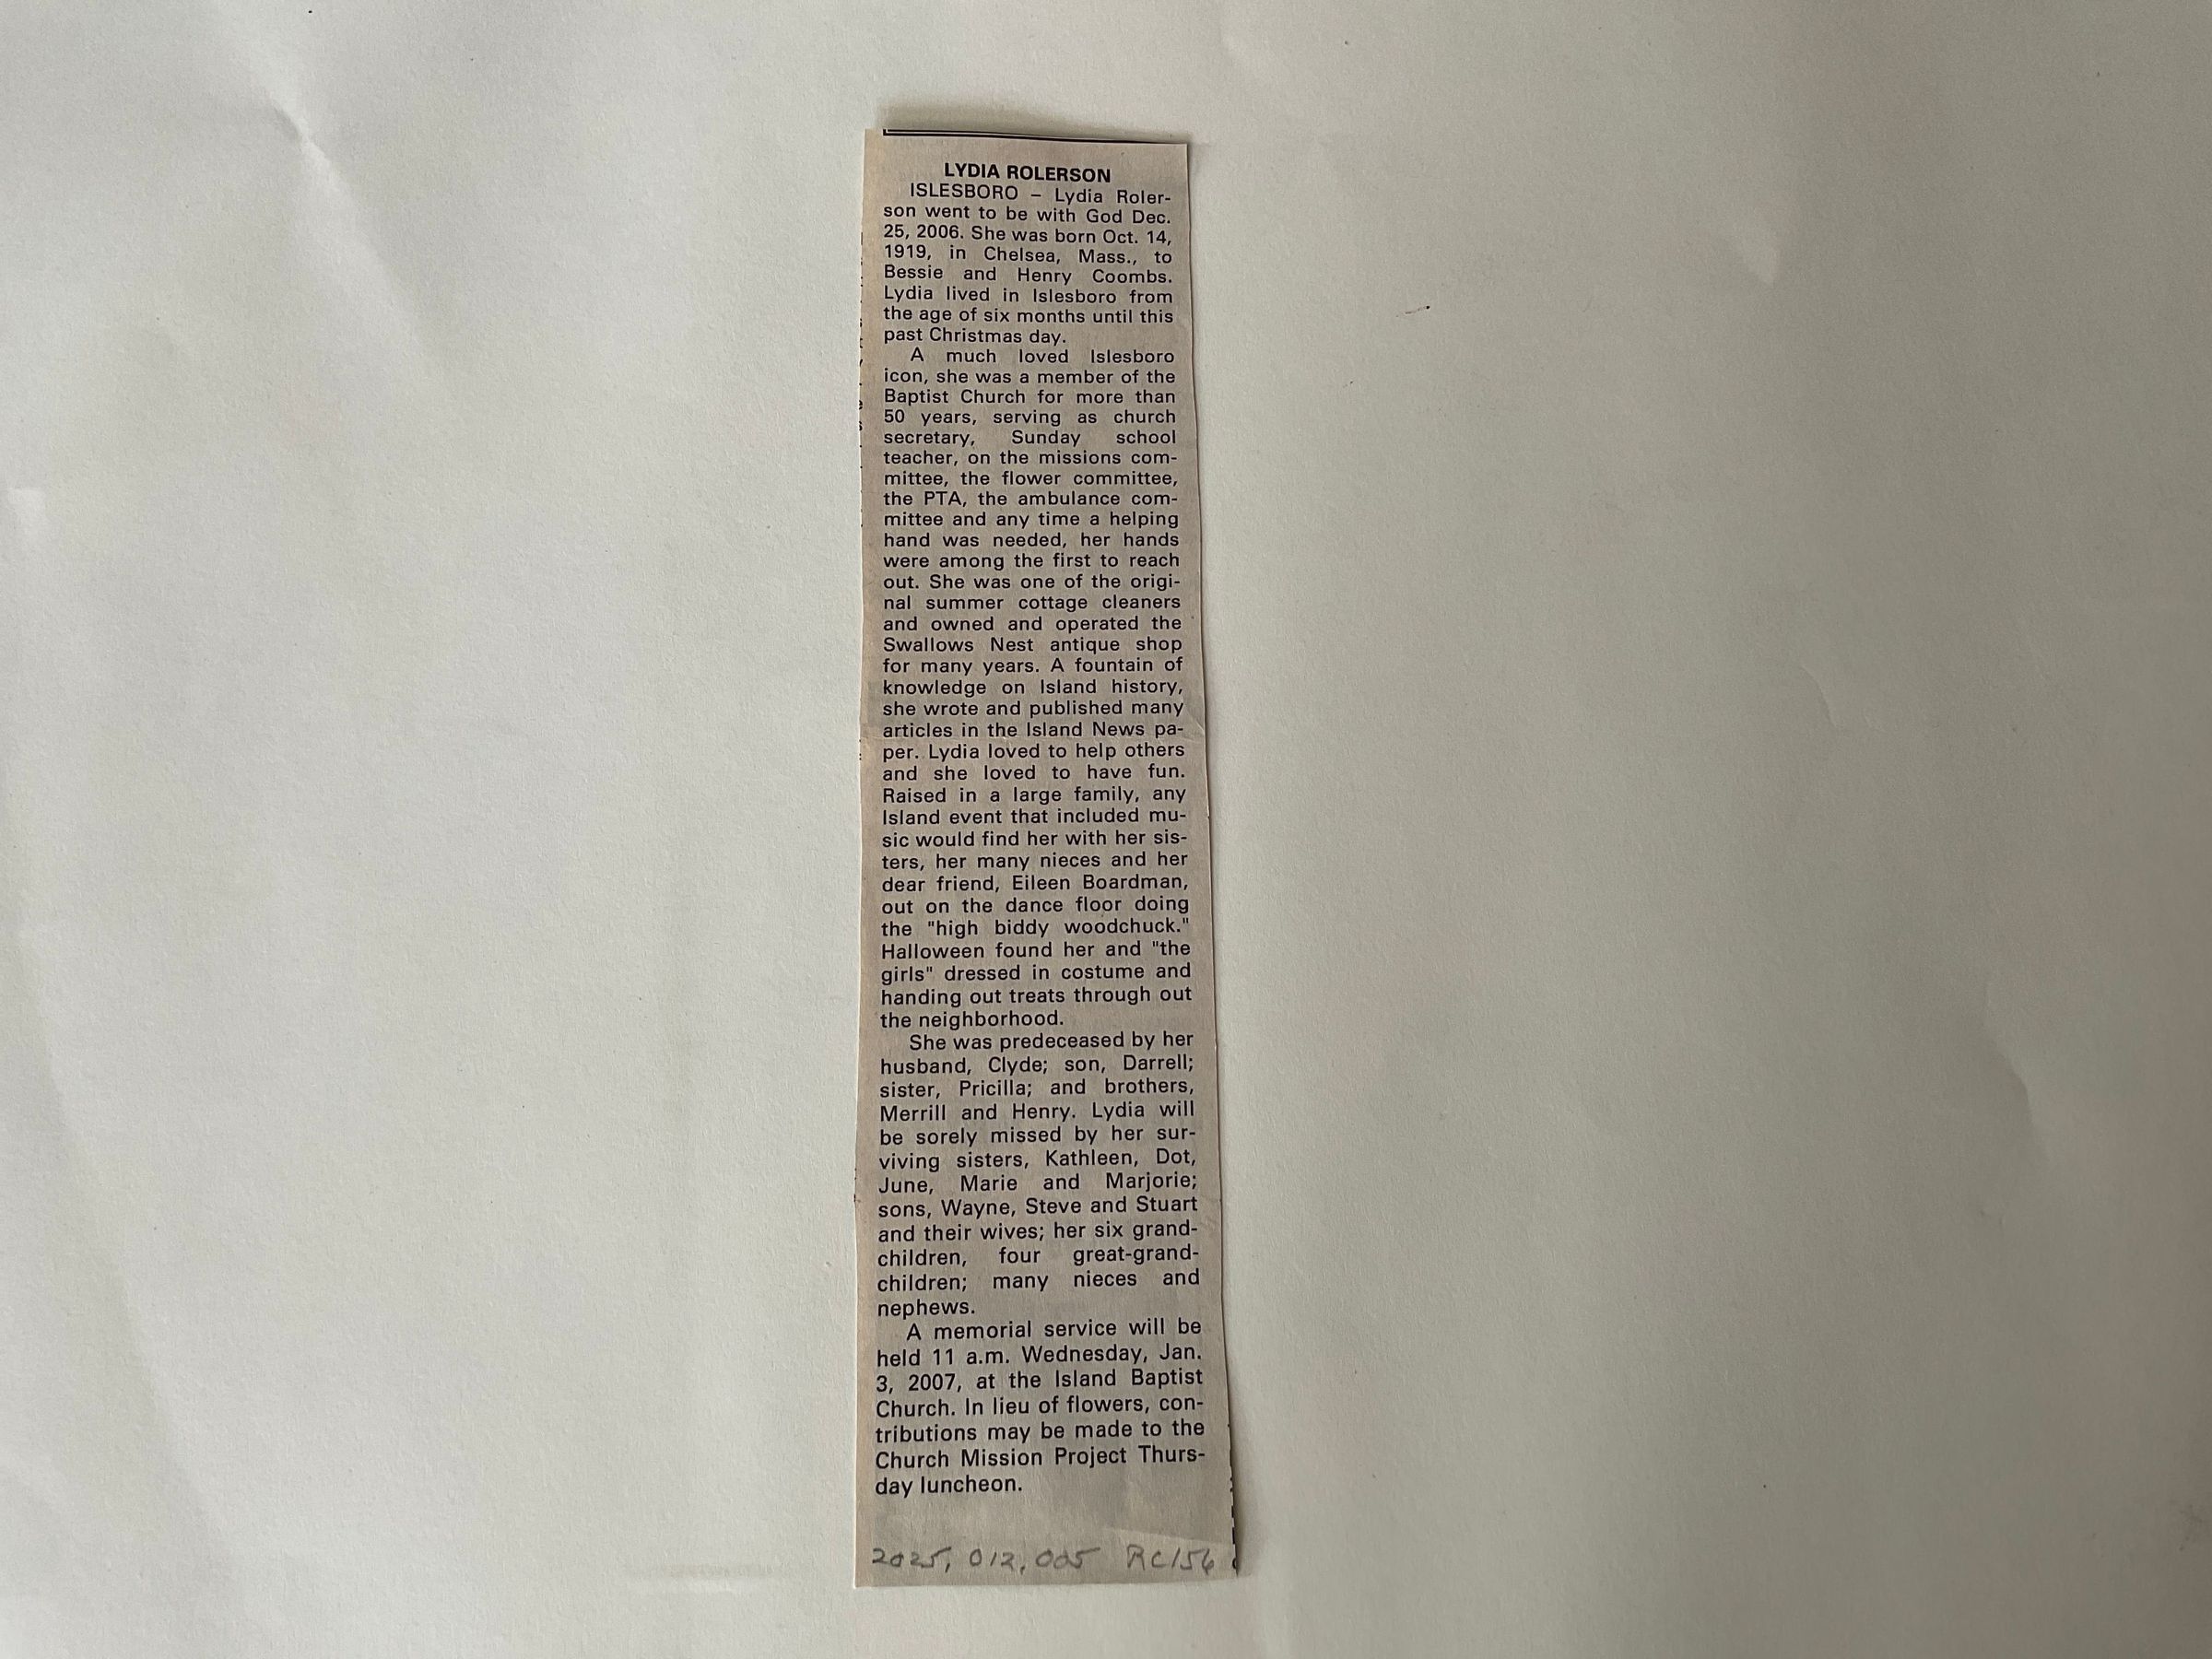 LYDIA ROLERSON
ISLESBORO – Lydia Roler-
son went to be with God Dec.
25, 2006. She was born Oct. 14,
1919, in Chelsea, Mass., to
Bessie and Henry Coombs.
Lydia lived in Islesboro from
the age of six months until this
past Christmas day.
A much loved Islesboro
icon, she was a member of the
Baptist Church for more than
50 years, serving as church
secretary, Sunday school
teacher, on the missions com-
mittee, the flower committee,
the PTA, the ambulance com-
mittee and any time a helping
hand was needed, her hands
were among the first to reach
out. She was one of the origi-
nal summer cottage cleaners
and owned and operated the
Swallows Nest antique shop
for many years. A fountain of
knowledge on Island history,
she wrote and published many
articles in the Island News pa-
per. Lydia loved to help others
and she loved to have fun.
Raised in a large family, any
Island event that included mu-
sic would find her with her sis-
ters, her many nieces and her
dear friend, Eileen Boardman,
out on the dance floor doing
the "high biddy woodchuck."
Halloween found her and "the
girls" dressed in costume and
handing out treats through out
the neighborhood.
She was predeceased by her
husband, Clyde; son, Darrell;
sister, Pricilla; and brothers,
Merrill and Henry. Lydia will
be sorely missed by her sur-
viving sisters, Kathleen, Dot,
June, Marie and Marjorie;
sons, Wayne, Steve and Stuart
and their wives; her six grand-
children, four great-grand-
children; many nieces and
nephews.
A memorial service will be
held 11 a.m. Wednesday, Jan.
3, 2007, at the Island Baptist
Church. In lieu of flowers, con-
tributions may be made to the
Church Mission Project Thurs-
day luncheon.
2025, 012, 005 RC156